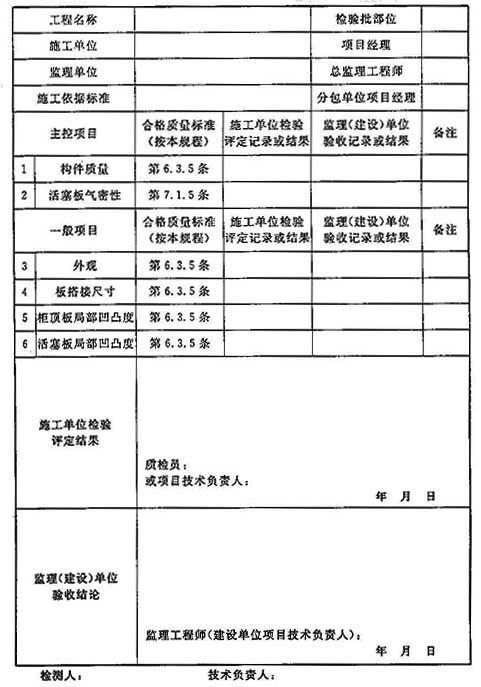 工程名称 检验批部位
施工单位 项目经理
监理单位 总监理工程师
施工依据标准 分包单位项目经理
主控项目 合格质量标准(按本规程) 施工单位检验评定记录或结果 监理(建设)单位验收记录或结果 备注
1 构件质量 第6.3.5条
2 活塞板气密性 第7.1.5条
一般项目 合格质量标准(按本规程) 施工单位检验评定记录或结果 监理(建设)单位验收记录或结果 备注
3 外观 第6.3.5条
4 板搭接尺寸 第6.3.5条
5 柜顶板局部凹凸度 第6.3.5条
6 活塞板局部凹凸度 第6.3.5条
施工单位检验
评定结果
质检员：
或项目技术负责人：
年 月 日
监理(建设)单位
验收结论
监理工程师(建设单位项目技术负责人)：
年 月 日
检测人： 技术负责人：